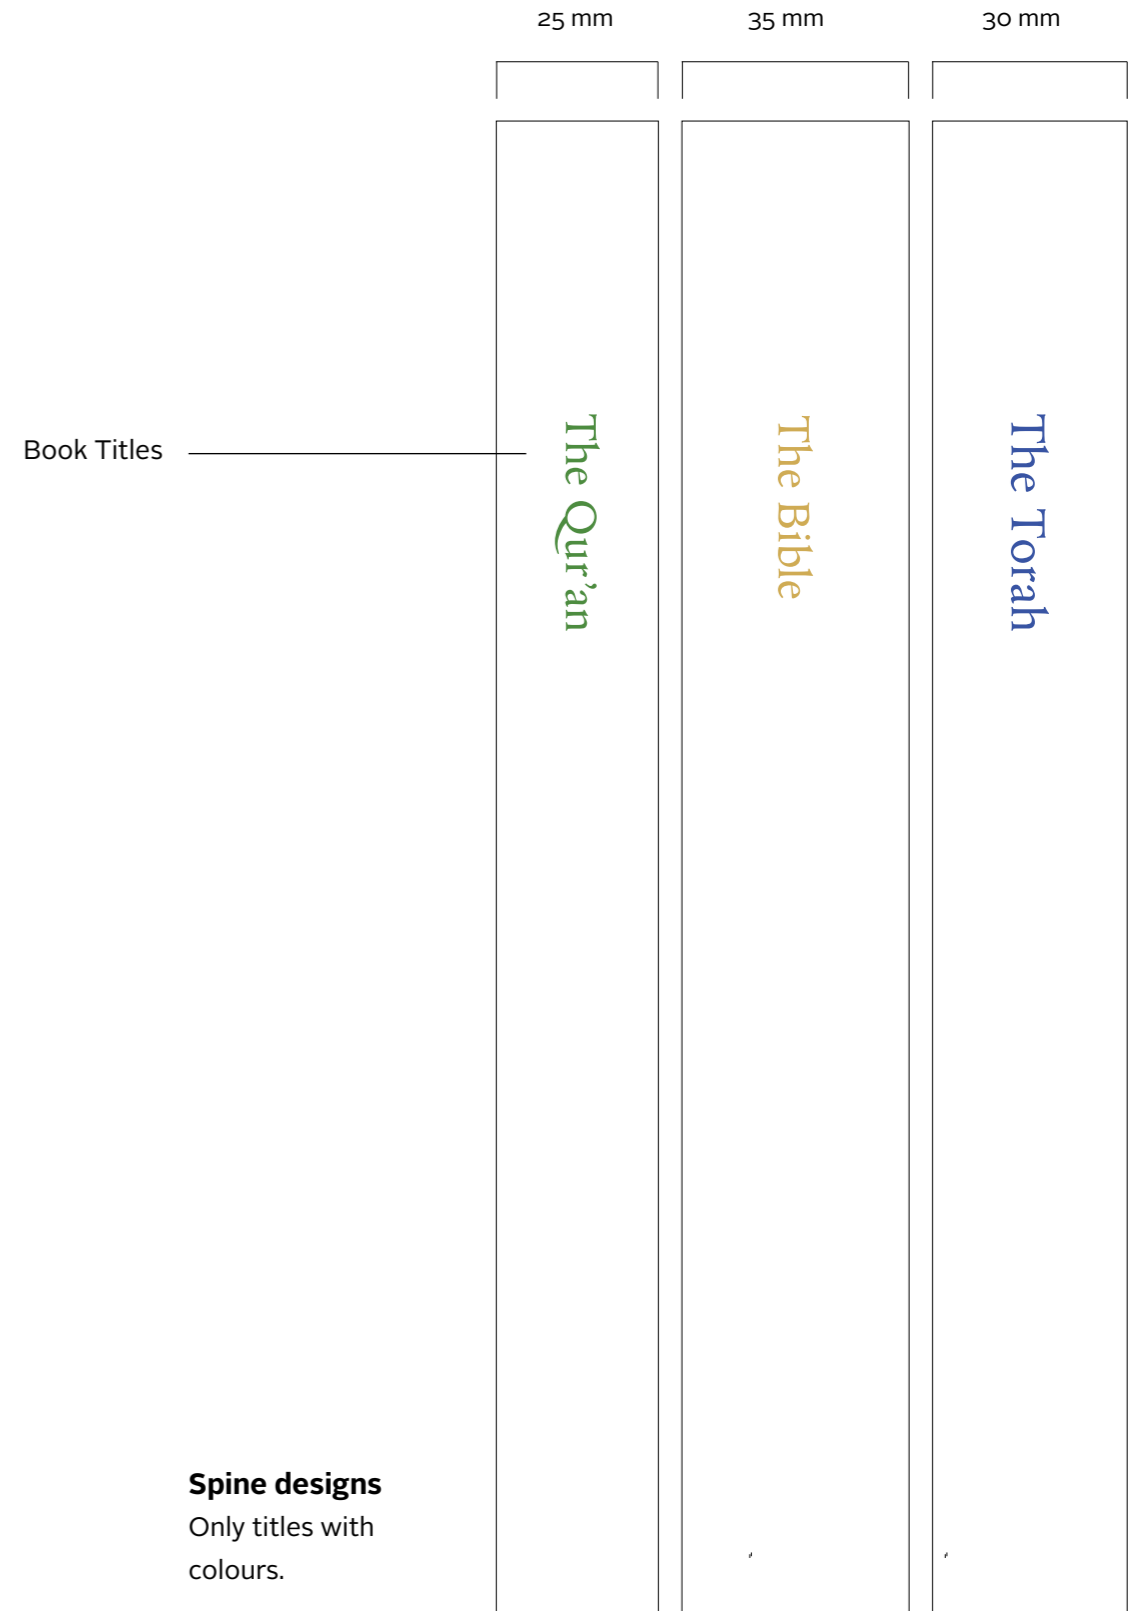 25 mm
35 mm
30 mm
Book Titles
The Qur’an
The Bible
The Torah
Spine designs
Only titles with
colours.